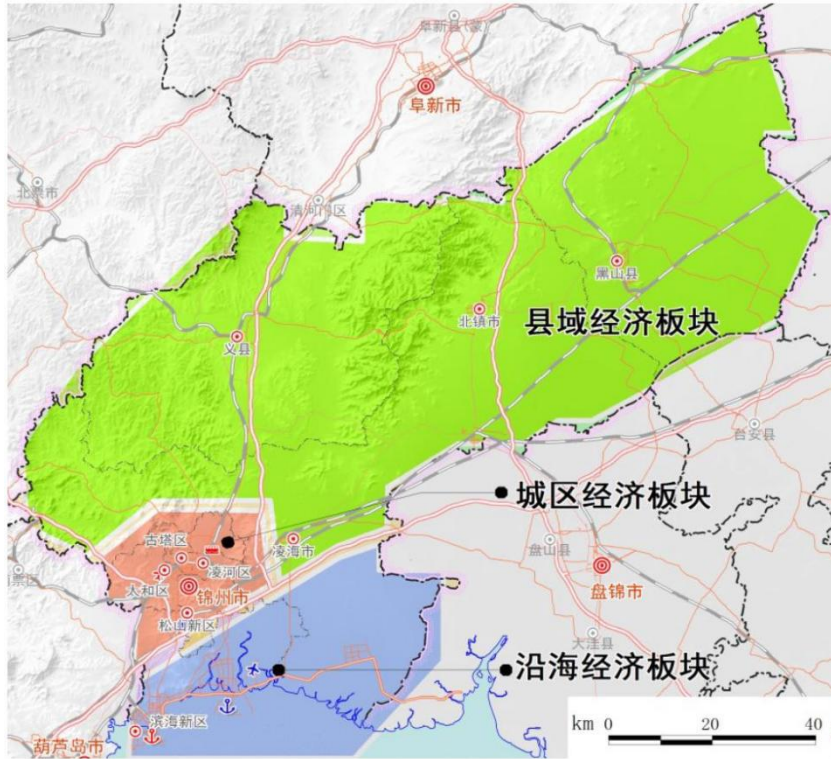 阜新县(蒙)
阜新市
北票市
清河门区
黑山县
北镇市
县域经济板块
义县
台安县
城区经济板块
古塔区
凌海市
盘山县
凌河区
太和区
盘锦市
锦州市
松山新区
大洼县
沿海经济板块
滨海新区
km 0 20 40
葫芦岛市